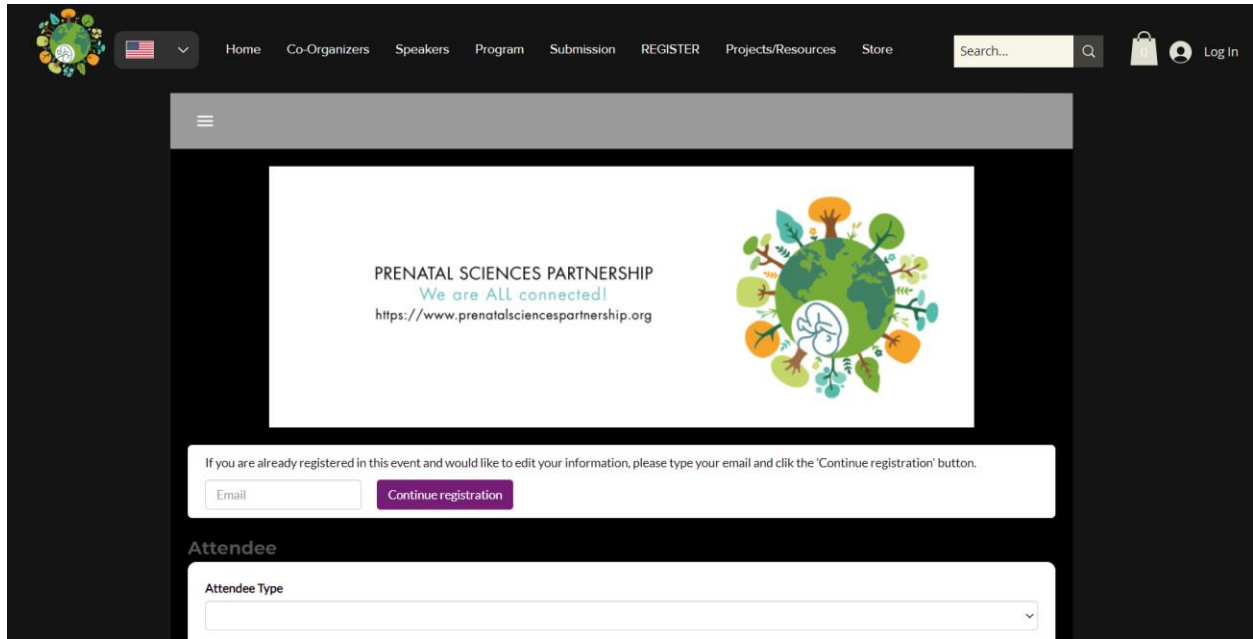 Home Co-Organizers Speakers Program Submission REGISTER Projects/Resources Store Search... 0 Log In
PRENATAL SCIENCES PARTNERSHIP
We are ALL connected!
https://www.prenatalsciencespartnership.org
If you are already registered in this event and would like to edit your information, please type your email and clik the 'Continue registration' button.
Email Continue registration
Attendee
Attendee Type